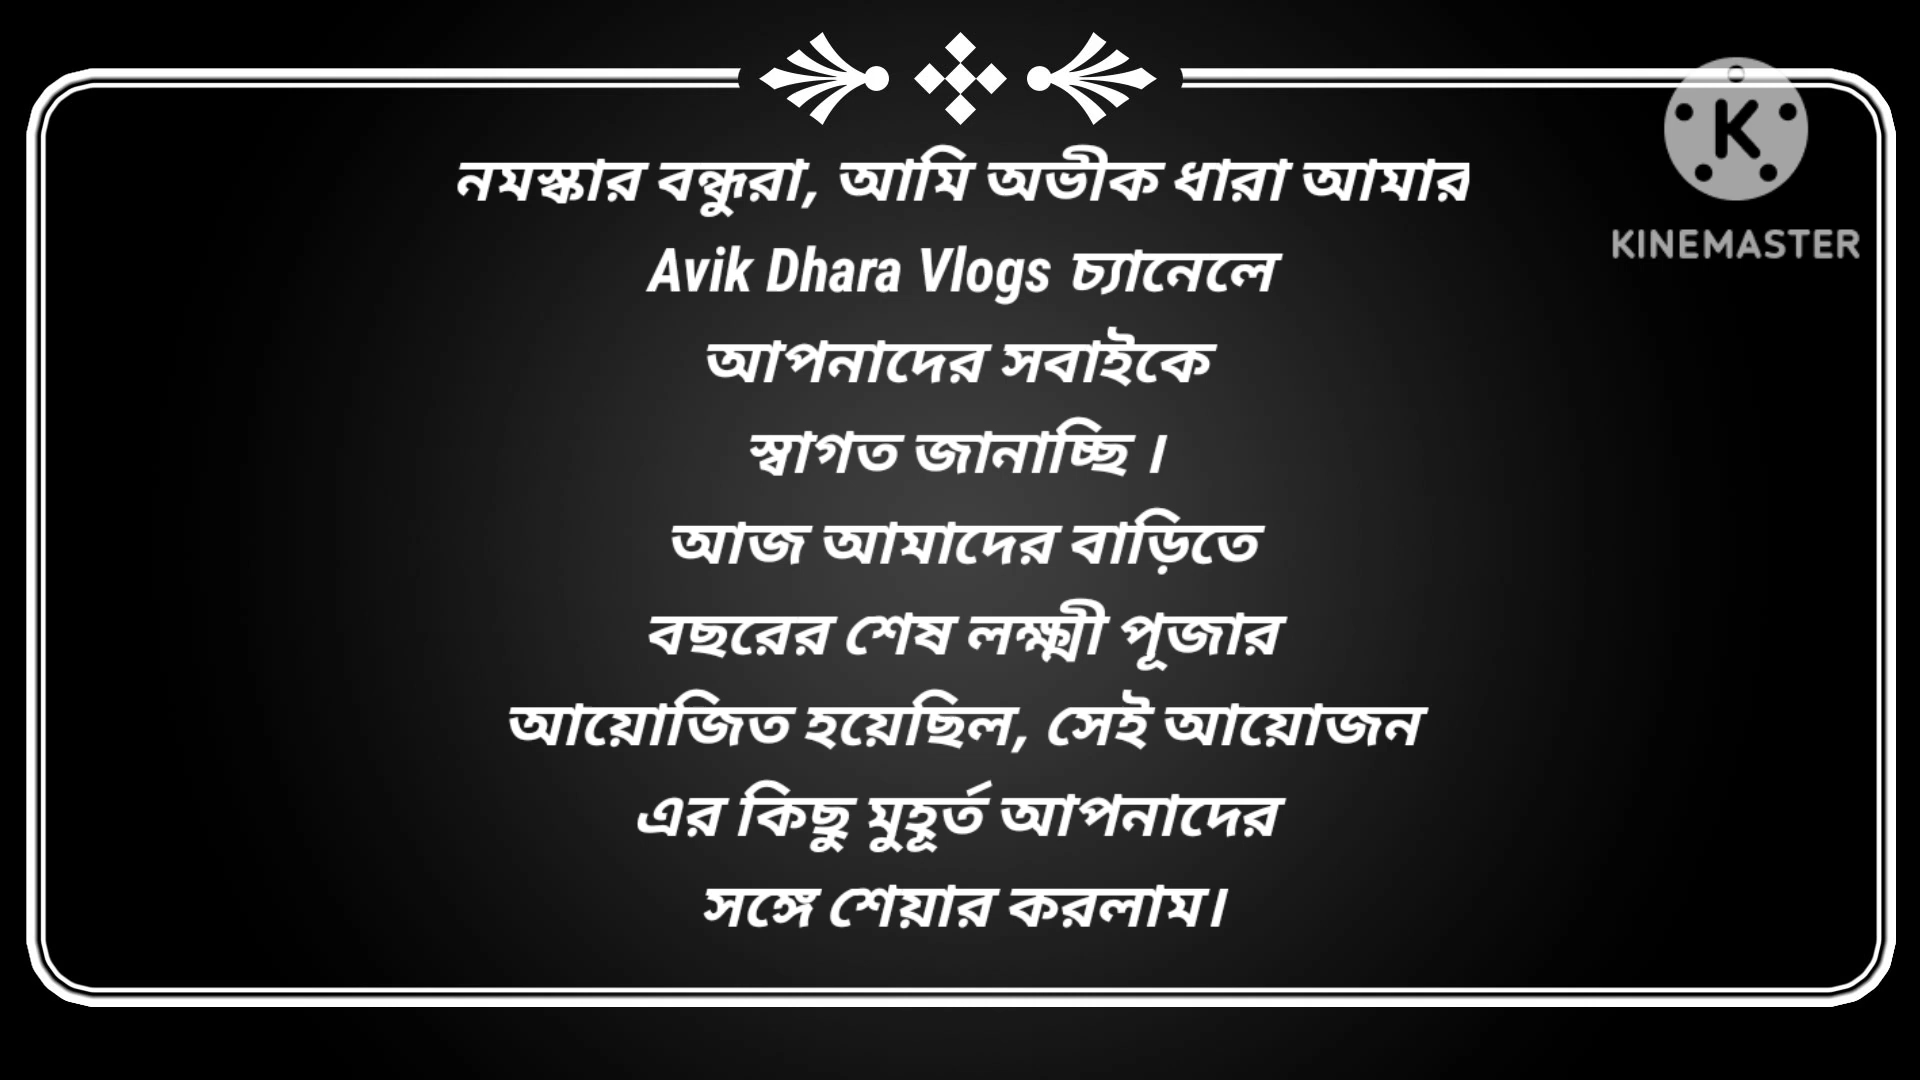 নমস্কার বন্ধুরা, আমি অভীক ধারা আমার
Avik Dhara Vlogs চ্যানেলে
আপনাদের সবাইকে
স্বাগত জানাচ্ছি ।
আজ আমাদের বাড়িতে
বছরের শেষ লক্ষ্মী পূজার
আয়োজিত হয়েছিল, সেই আয়োজন
এর কিছু মুহূর্ত আপনাদের
সঙ্গে শেয়ার করলাম।
K
KINEMASTER